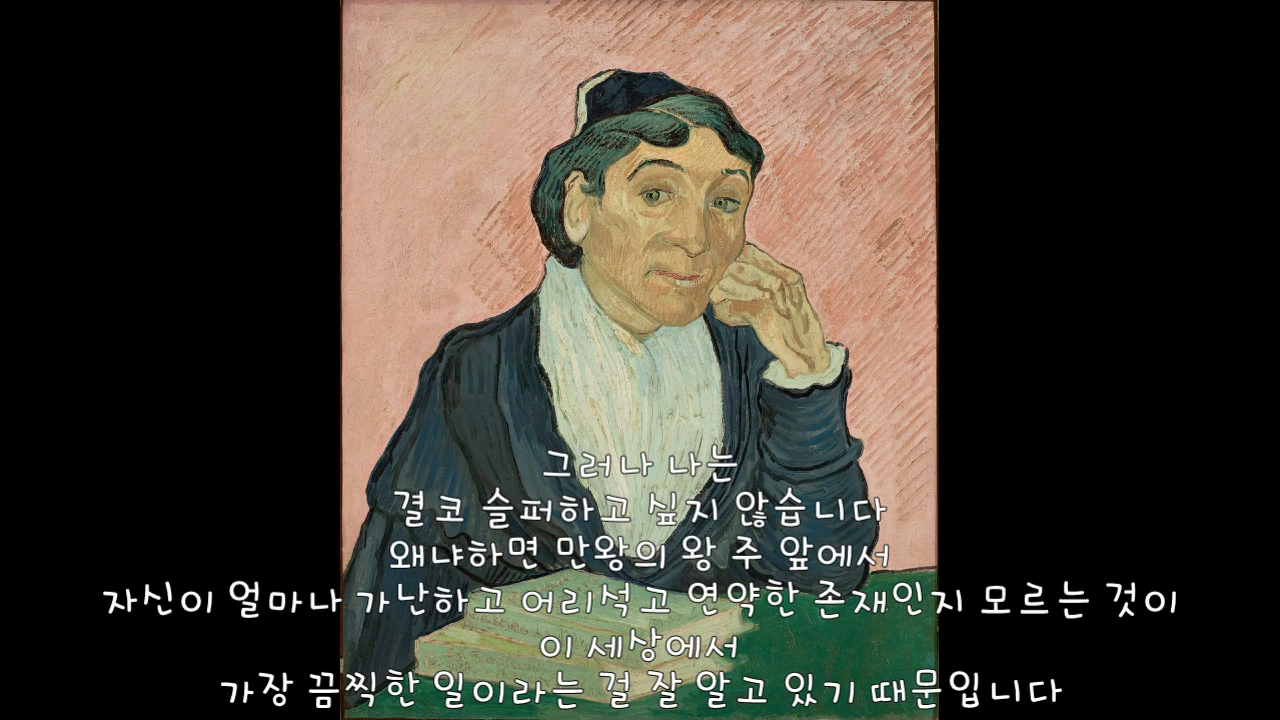 그러나 나는
결코 슬퍼하고 싶지 않습니다
왜냐하면 만왕의 왕 주 앞에서
자신이 얼마나 가난하고 어리석고 연약한 존재인지 모르는 것이
이 세상에서
가장 끔찍한 일이라는 걸 잘 알고 있기 때문입니다